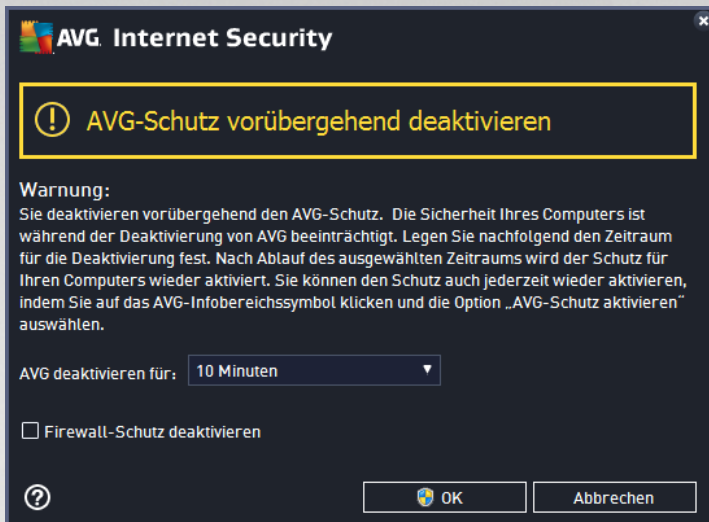 AVG Internet Security
AVG-Schutz vorübergehend deaktivieren
Warnung:
Sie deaktivieren vorübergehend den AVG-Schutz. Die Sicherheit Ihres Computers ist
während der Deaktivierung von AVG beeinträchtigt. Legen Sie nachfolgend den Zeitraum
für die Deaktivierung fest. Nach Ablauf des ausgewählten Zeitraums wird der Schutz für
Ihren Computers wieder aktiviert. Sie können den Schutz auch jederzeit wieder aktivieren,
indem Sie auf das AVG-Infobereichssymbol klicken und die Option „AVG-Schutz aktivieren“
auswählen.
AVG deaktivieren für: 10 Minuten
Firewall-Schutz deaktivieren
OK Abbrechen